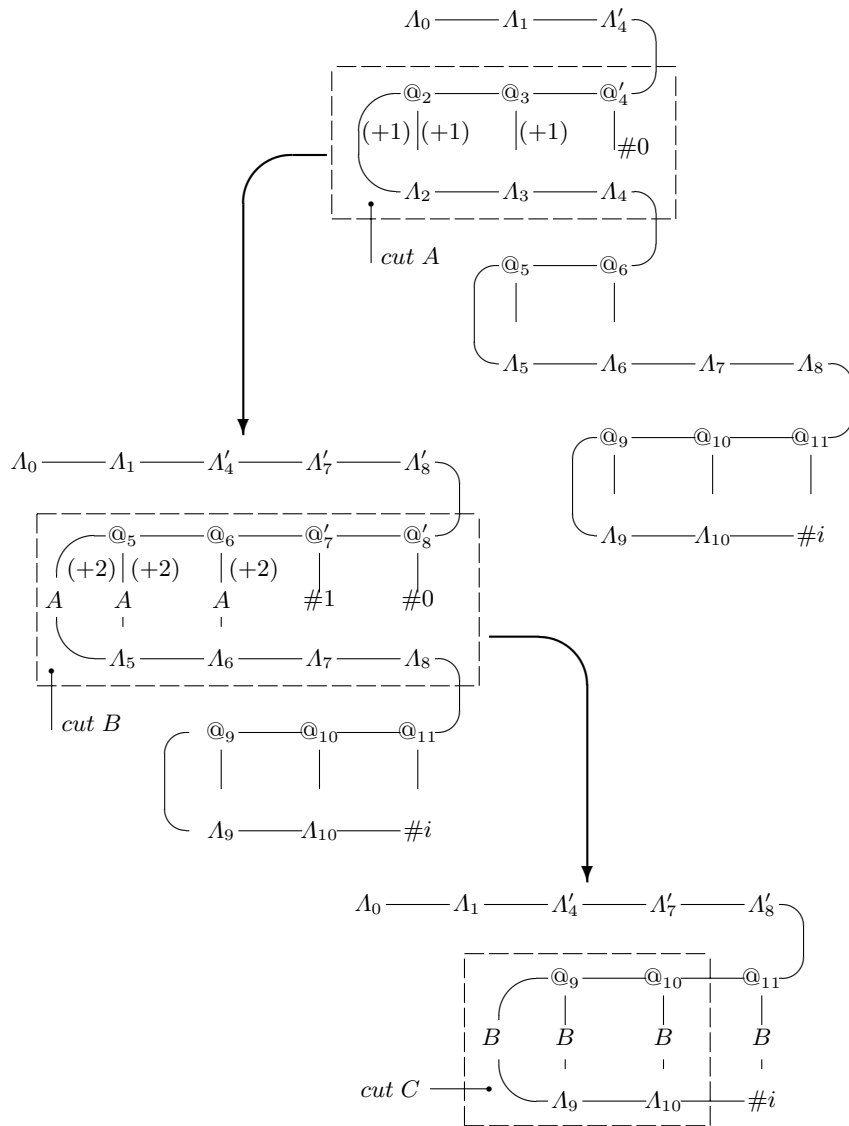 Λ₀ Λ₁ Λ′₄
@₂ @₃ @′₄
(+1) (+1) (+1)
#0
Λ₂ Λ₃ Λ₄
cut A
@₅ @₆
Λ₅ Λ₆ Λ₇ Λ₈
@₉ @₁₀ @₁₁
Λ₉ Λ₁₀ #i
Λ₀ Λ₁ Λ′₄ Λ′₇ Λ′₈
@₅ @₆ @′₇ @′₈
(+2) (+2) (+2)
A A A #1 #0
Λ₅ Λ₆ Λ₇ Λ₈
cut B
@₉ @₁₀ @₁₁
Λ₉ Λ₁₀ #i
Λ₀ Λ₁ Λ′₄ Λ′₇ Λ′₈
@₉ @₁₀ @₁₁
B B B B
cut C
Λ₉ Λ₁₀ #i